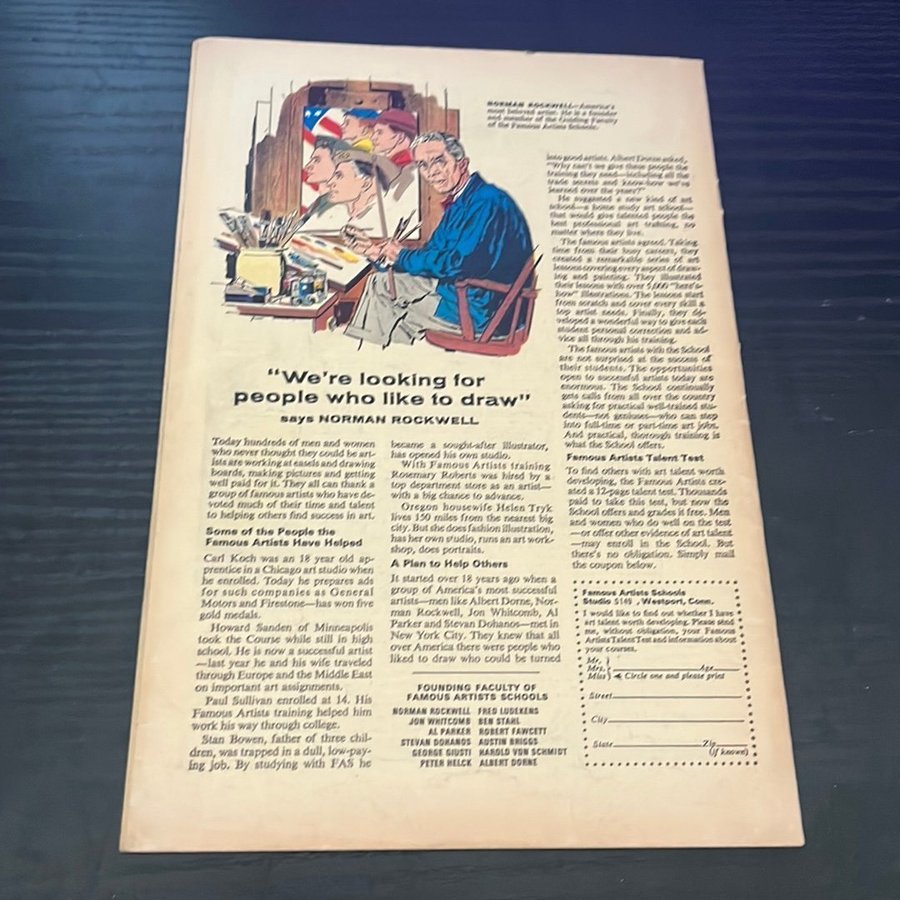 NORMAN ROCKWELL—America's
most beloved artist. He is a founder
and member of the Guiding Faculty
of the Famous Artists Schools.
"We're looking for
people who like to draw"
says NORMAN ROCKWELL
Today hundreds of men and women
who never thought they could be art-
ists are working at easels and drawing
boards, making pictures and getting
well paid for it. They all can thank a
group of famous artists who have de-
voted much of their time and talent
to helping others find success in art.
Some of the People the
Famous Artists Have Helped
Carl Koch was an 18 year old ap-
prentice in a Chicago art studio when
he enrolled. Today he prepares ads
for such companies as General
Motors and Firestone—has won five
gold medals.
Howard Sanden of Minneapolis
took the Course while still in high
school. He is now a successful artist
—last year he and his wife traveled
through Europe and the Middle East
on important art assignments.
Paul Sullivan enrolled at 14. His
Famous Artists training helped him
work his way through college.
Stan Bowen, father of three chil-
dren, was trapped in a dull, low-pay-
ing job. By studying with FAS he
became a sought-after illustrator,
has opened his own studio.
With Famous Artists training
Rosemary Roberts was hired by a
top department store as an artist—
with a big chance to advance.
Oregon housewife Helen Tryk
lives 150 miles from the nearest big
city. But she does fashion illustration,
has her own studio, runs an art work-
shop, does portraits.
A Plan to Help Others
It started over 18 years ago when a
group of America's most successful
artists—men like Albert Dorne, Nor-
man Rockwell, Jon Whitcomb, Al
Parker and Stevan Dohanos—met in
New York City. They knew that all
over America there were people who
liked to draw who could be turned
into good artists. Albert Dorne asked,
"Why can't we give these people the
training they need—including all the
trade secrets and know-how we've
learned over the years?"
He suggested a new kind of art
school—a home study art school—
that would give talented people the
best professional art training, no
matter where they live.
The famous artists agreed. Taking
time from their busy careers, they
created a remarkable series of art
lessons covering every aspect of draw-
ing and painting. They illustrated
their lessons with over 5,000 "here's-
how" illustrations. The lessons start
from scratch and cover every skill a
top artist needs. Finally, they de-
veloped a wonderful way to give each
student personal correction and ad-
vice all through his training.
The famous artists with the School
are not surprised at the success of
their students. The opportunities
open to successful artists today are
enormous. The School continually
gets calls from all over the country
asking for practical well-trained stu-
dents—not geniuses—who can step
into full-time or part-time art jobs.
And practical, thorough training is
what the School offers.
Famous Artists Talent Test
To find others with art talent worth
developing, the Famous Artists cre-
ated a 12-page talent test. Thousands
paid to take this test, but now the
School offers and grades it free. Men
and women who do well on the test
—or offer other evidence of art talent
—may enroll in the School. But
there's no obligation. Simply mail
the coupon below.
FOUNDING FACULTY OF
FAMOUS ARTISTS SCHOOLS
NORMAN ROCKWELL FRED LUDEKENS
JON WHITCOMB BEN STAHL
AL PARKER ROBERT FAWCETT
STEVAN DOHANOS AUSTIN BRIGGS
GEORGE GIUSTI HAROLD VON SCHMIDT
PETER HELCK ALBERT DORNE
Famous Artists Schools
Studio 5149, Westport, Conn.
I would like to find out whether I have
art talent worth developing. Please send
me, without obligation, your Famous
Artists Talent Test and information about
your courses.
Mr.
Mrs. Age
Miss Circle one and please print
Street
City
State Zip
(if known)